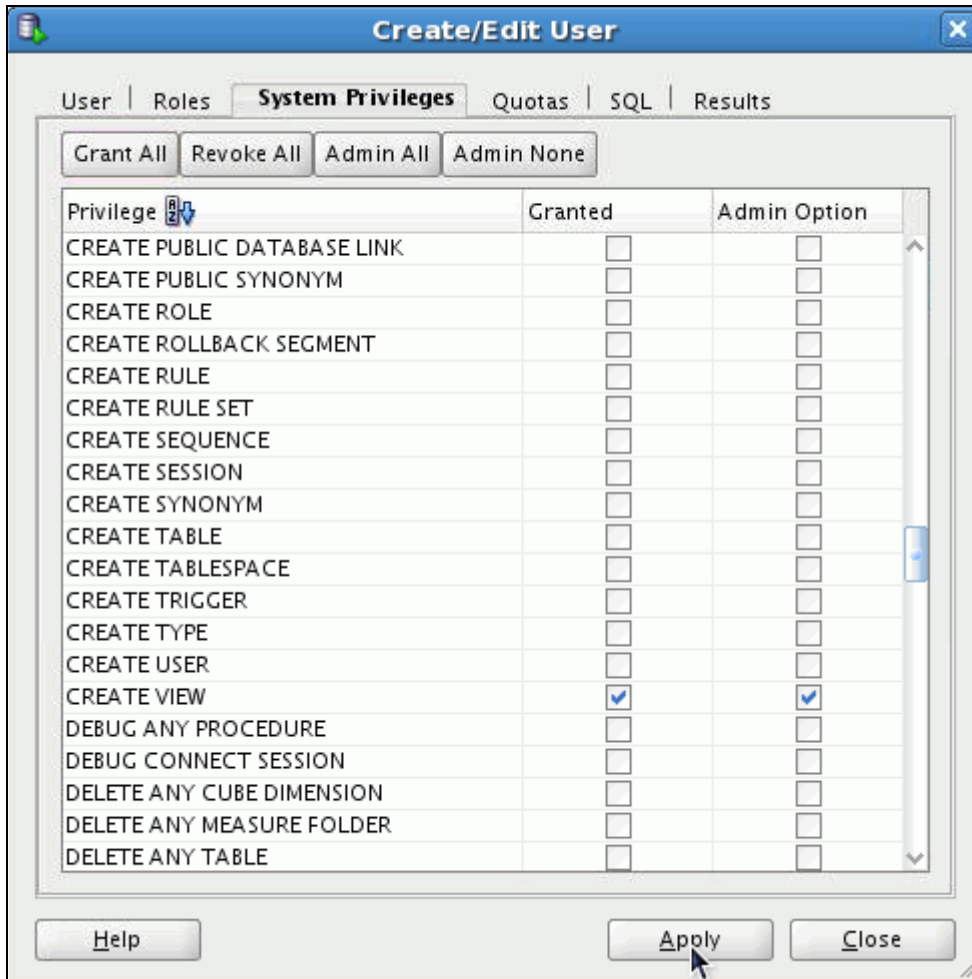 Create/Edit User
User Roles System Privileges Quotas SQL Results
Grant All Revoke All Admin All Admin None
Privilege Granted Admin Option
CREATE PUBLIC DATABASE LINK
CREATE PUBLIC SYNONYM
CREATE ROLE
CREATE ROLLBACK SEGMENT
CREATE RULE
CREATE RULE SET
CREATE SEQUENCE
CREATE SESSION
CREATE SYNONYM
CREATE TABLE
CREATE TABLESPACE
CREATE TRIGGER
CREATE TYPE
CREATE USER
CREATE VIEW
DEBUG ANY PROCEDURE
DEBUG CONNECT SESSION
DELETE ANY CUBE DIMENSION
DELETE ANY MEASURE FOLDER
DELETE ANY TABLE
Help Apply Close